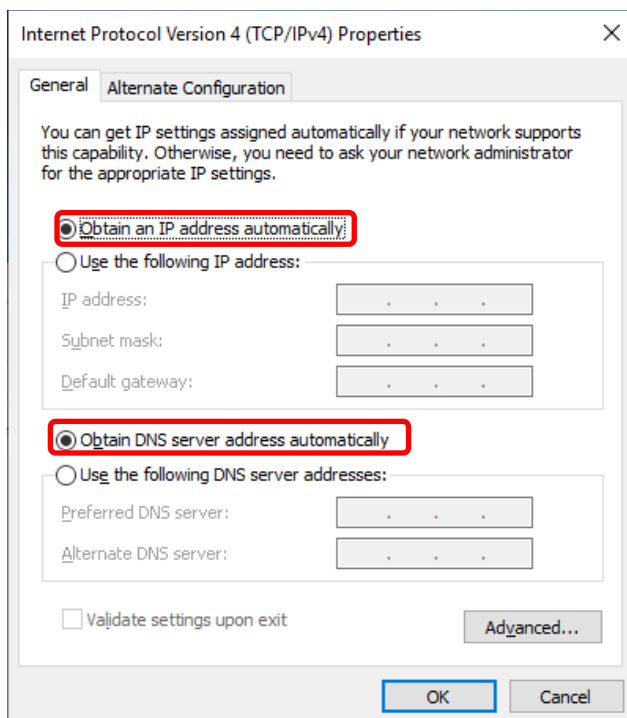 Internet Protocol Version 4 (TCP/IPv4) Properties
General
Alternate Configuration
You can get IP settings assigned automatically if your network supports
this capability. Otherwise, you need to ask your network administrator
for the appropriate IP settings.
Obtain an IP address automatically
Use the following IP address:
IP address:
Subnet mask:
Default gateway:
Obtain DNS server address automatically
Use the following DNS server addresses:
Preferred DNS server:
Alternate DNS server:
Validate settings upon exit
Advanced...
OK
Cancel